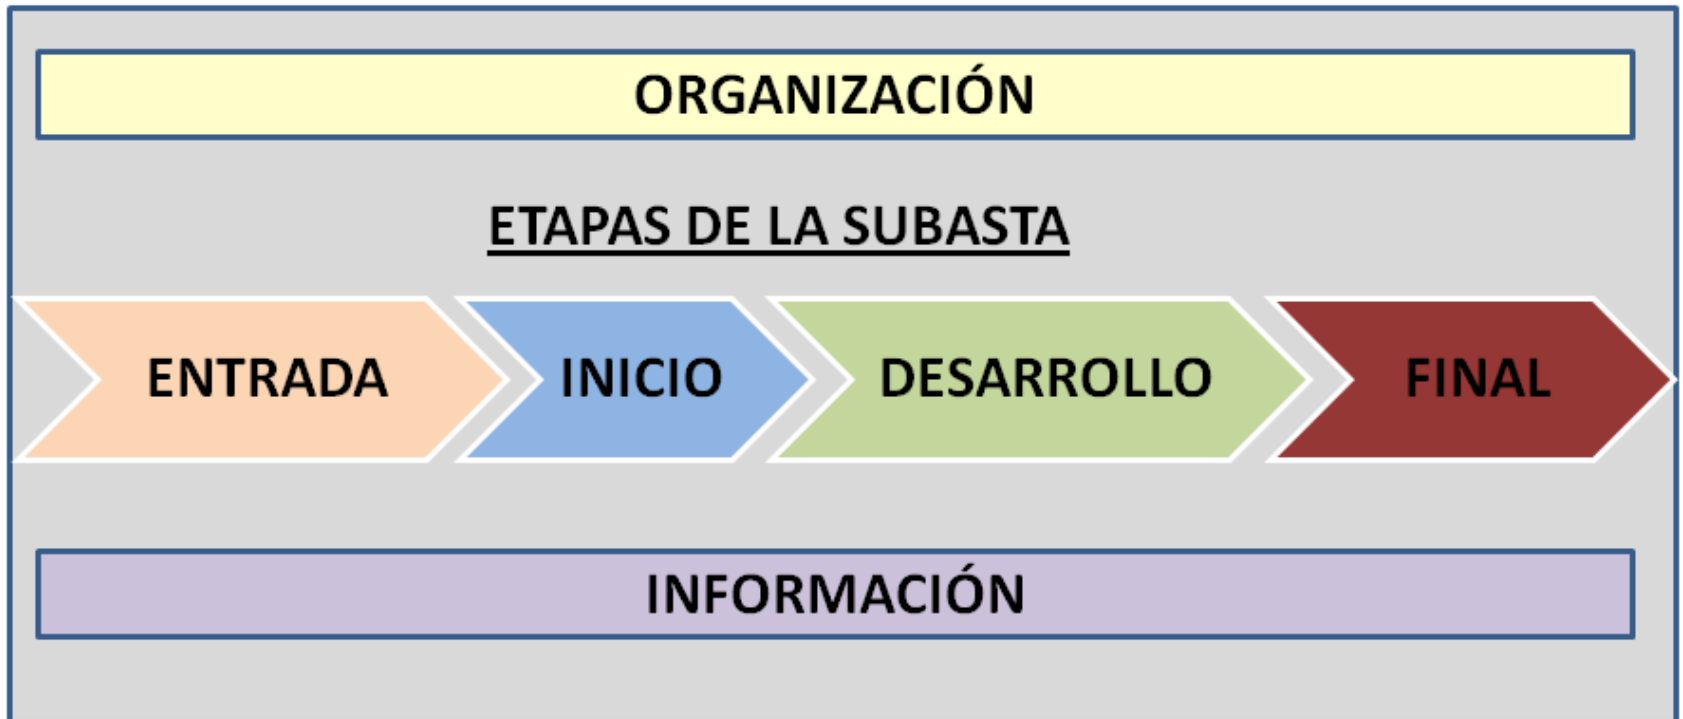 ORGANIZACIÓN
ETAPAS DE LA SUBASTA
ENTRADA
INICIO
DESARROLLO
FINAL
INFORMACIÓN